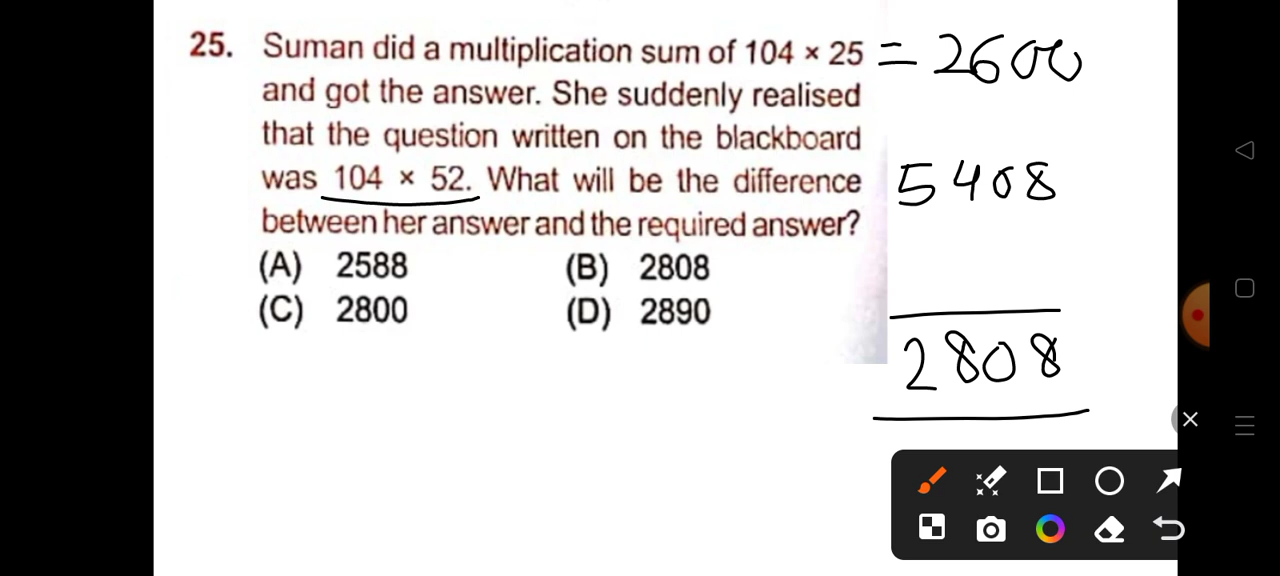 25. Suman did a multiplication sum of 104 × 25 = 2600
and got the answer. She suddenly realised
that the question written on the blackboard
was 104 × 52. What will be the difference 5408
between her answer and the required answer?
(A) 2588 (B) 2808
(C) 2800 (D) 2890
2808